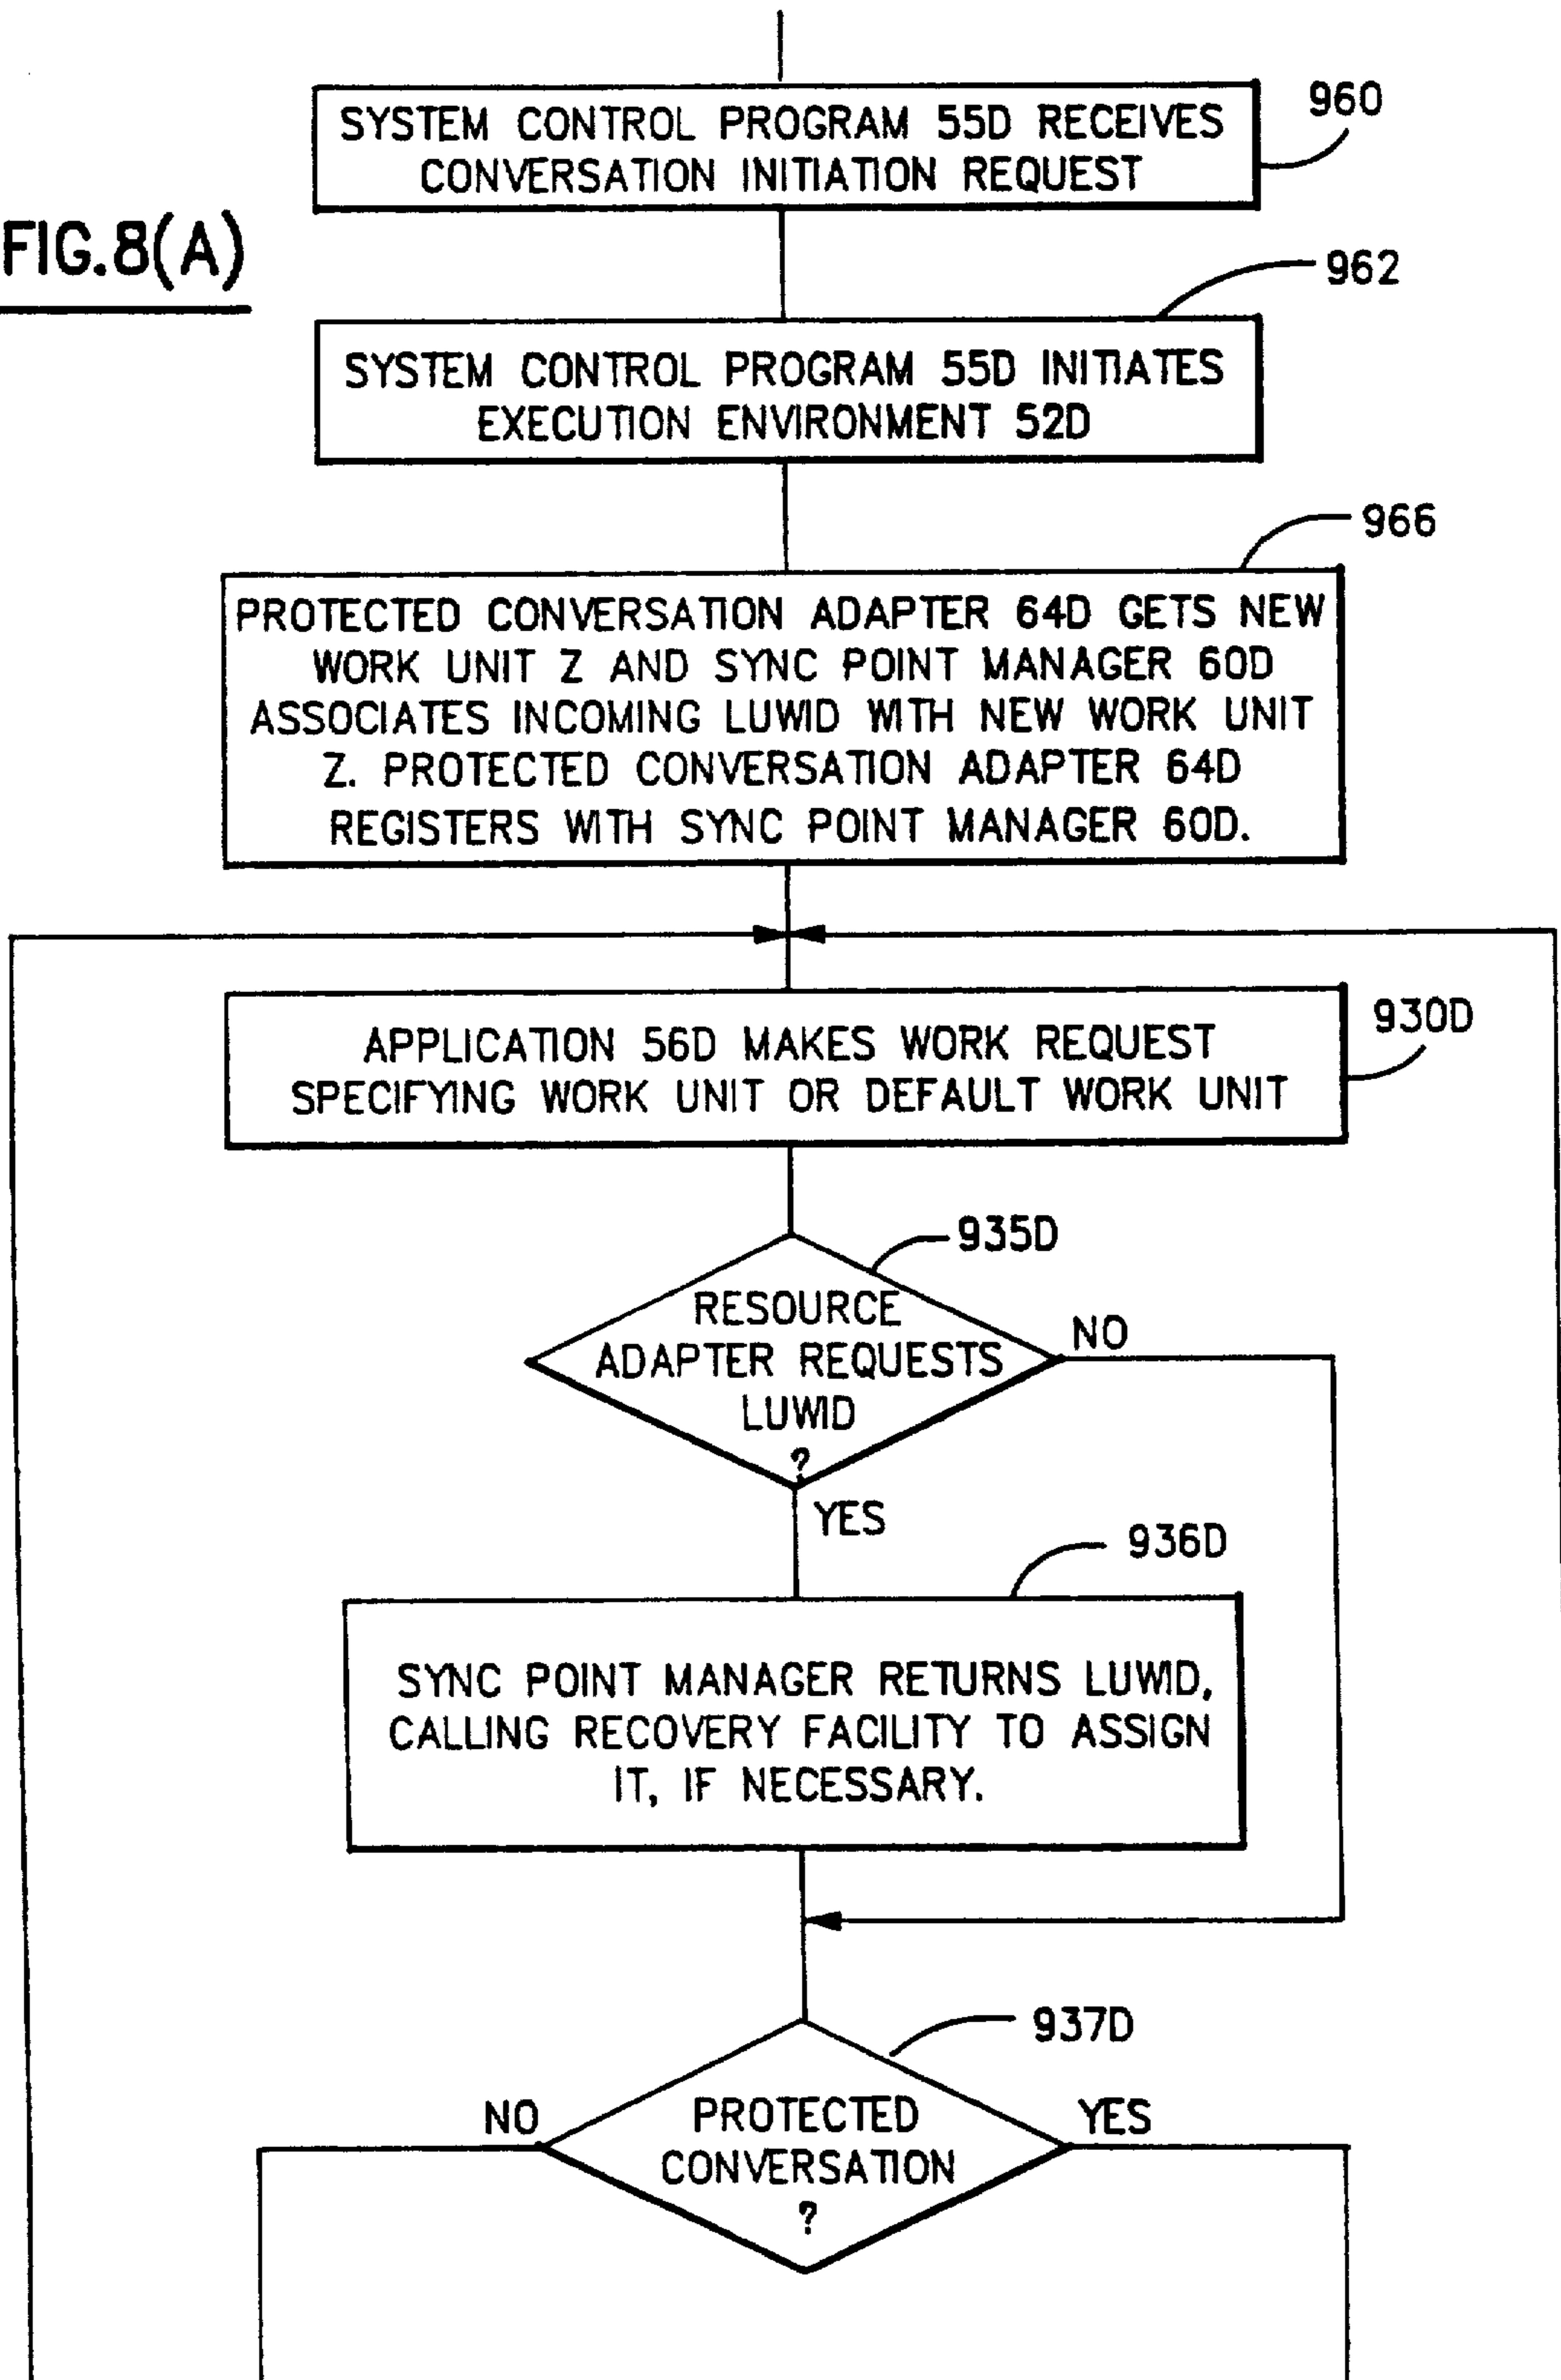 SYSTEM CONTROL PROGRAM 55D RECEIVES
CONVERSATION INITIATION REQUEST
960
FIG.8(A)
962
SYSTEM CONTROL PROGRAM 55D INITIATES
EXECUTION ENVIRONMENT 52D
966
PROTECTED CONVERSATION ADAPTER 64D GETS NEW
WORK UNIT Z AND SYNC POINT MANAGER 60D
ASSOCIATES INCOMING LUWID WITH NEW WORK UNIT
Z. PROTECTED CONVERSATION ADAPTER 64D
REGISTERS WITH SYNC POINT MANAGER 60D.
930D
APPLICATION 56D MAKES WORK REQUEST
SPECIFYING WORK UNIT OR DEFAULT WORK UNIT
935D
RESOURCE
ADAPTER REQUESTS
LUWID
?
NO
YES
936D
SYNC POINT MANAGER RETURNS LUWID,
CALLING RECOVERY FACILITY TO ASSIGN
IT, IF NECESSARY.
937D
NO
PROTECTED
CONVERSATION
?
YES